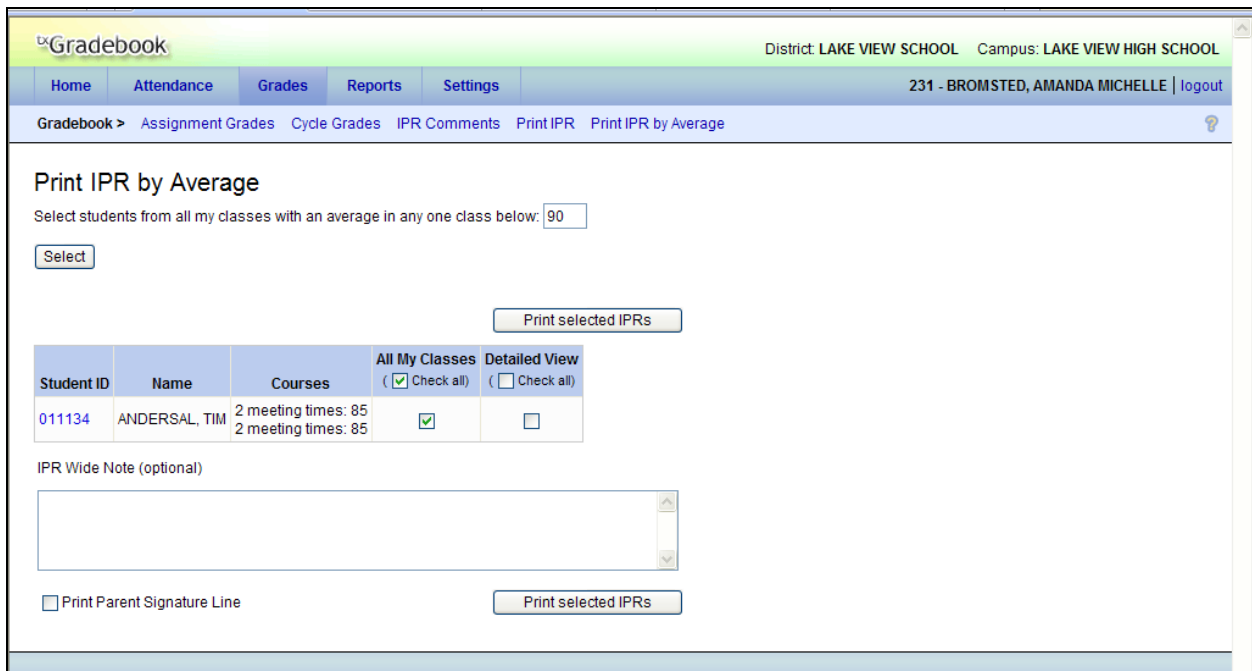 txGradebook
District: LAKE VIEW SCHOOL Campus: LAKE VIEW HIGH SCHOOL
Home Attendance Grades Reports Settings 231 - BROMSTED, AMANDA MICHELLE | logout
Gradebook > Assignment Grades Cycle Grades IPR Comments Print IPR Print IPR by Average ?
Print IPR by Average
Select students from all my classes with an average in any one class below: 90
Select
Print selected IPRs
Student ID Name Courses All My Classes ( Check all) Detailed View ( Check all)
011134 ANDERSAL, TIM 2 meeting times: 85
2 meeting times: 85
IPR Wide Note (optional)
Print Parent Signature Line Print selected IPRs